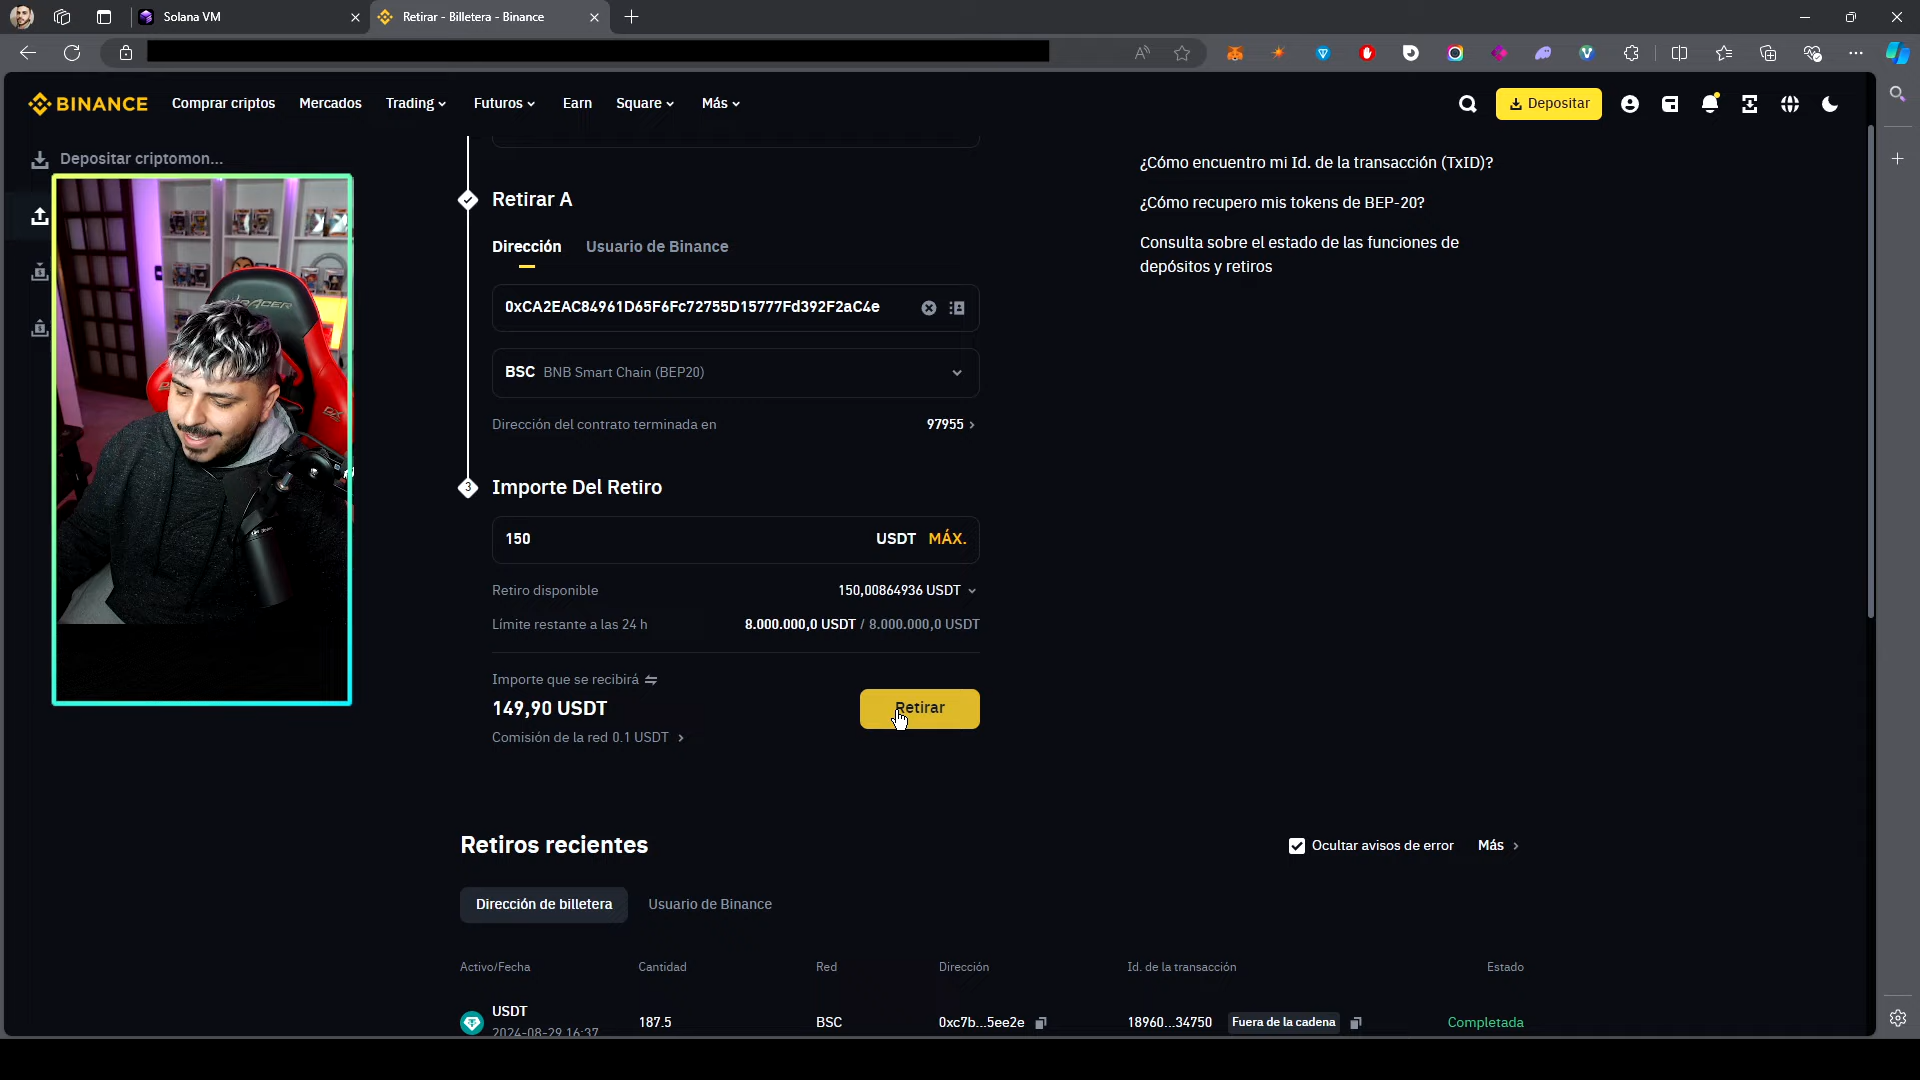 Solana VM
Retirar - Billetera - Binance
BINANCE
Comprar criptos
Mercados
Trading
Futuros
Earn
Square
Más
Depositar
Depositar criptomon...
Retirar A
Dirección
Usuario de Binance
0xCA2EAC84961D65F6Fc72755D15777Fd392F2aC4e
BSC BNB Smart Chain (BEP20)
Dirección del contrato terminada en
97955
3
Importe Del Retiro
150
USDT MÁX.
Retiro disponible
150,00864936 USDT
Límite restante a las 24 h
8.000.000,0 USDT / 8.000.000,0 USDT
Importe que se recibirá
149,90 USDT
Comisión de la red 0.1 USDT
Retirar
¿Cómo encuentro mi Id. de la transacción (TxID)?
¿Cómo recupero mis tokens de BEP-20?
Consulta sobre el estado de las funciones de
depósitos y retiros
Retiros recientes
Ocultar avisos de error
Más
Dirección de billetera
Usuario de Binance
Activo/Fecha
Cantidad
Red
Dirección
Id. de la transacción
Estado
USDT
2024-08-29 16:37
187.5
BSC
0xc7b...5ee2e
18960...34750
Fuera de la cadena
Completada